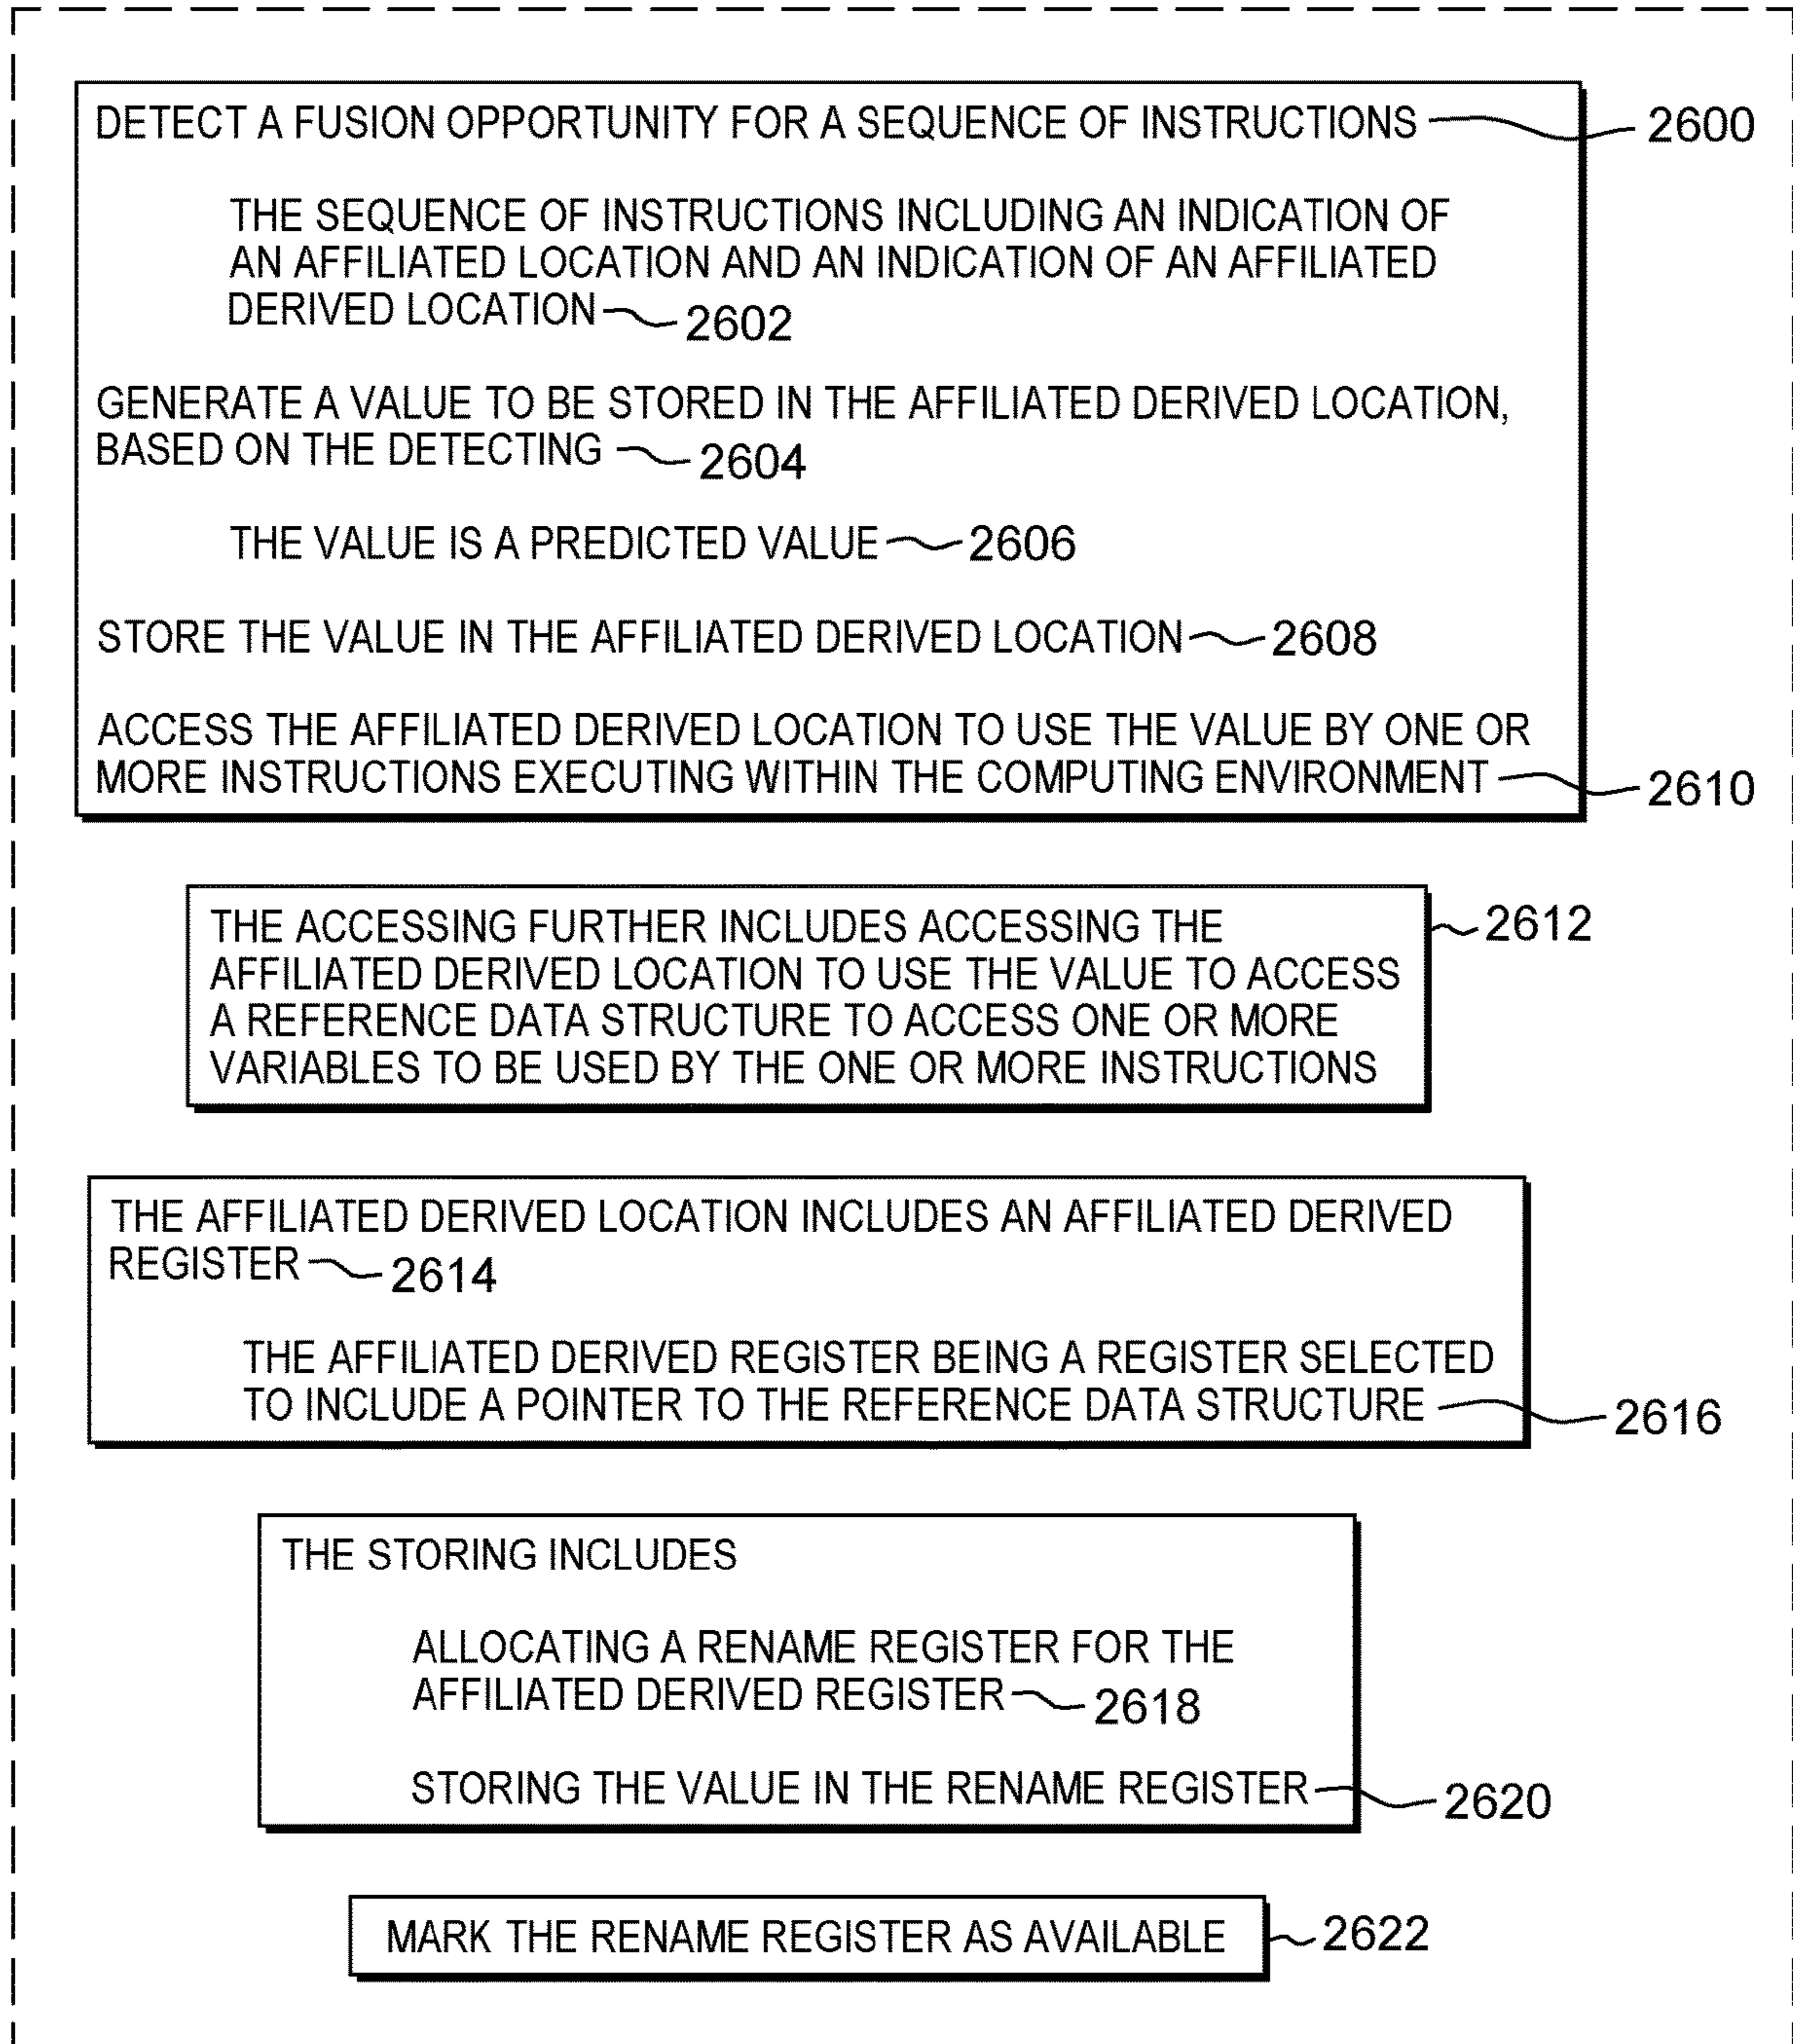 DETECT A FUSION OPPORTUNITY FOR A SEQUENCE OF INSTRUCTIONS 2600
THE SEQUENCE OF INSTRUCTIONS INCLUDING AN INDICATION OF
AN AFFILIATED LOCATION AND AN INDICATION OF AN AFFILIATED
DERIVED LOCATION 2602
GENERATE A VALUE TO BE STORED IN THE AFFILIATED DERIVED LOCATION,
BASED ON THE DETECTING 2604
THE VALUE IS A PREDICTED VALUE 2606
STORE THE VALUE IN THE AFFILIATED DERIVED LOCATION 2608
ACCESS THE AFFILIATED DERIVED LOCATION TO USE THE VALUE BY ONE OR
MORE INSTRUCTIONS EXECUTING WITHIN THE COMPUTING ENVIRONMENT 2610
THE ACCESSING FURTHER INCLUDES ACCESSING THE 2612
AFFILIATED DERIVED LOCATION TO USE THE VALUE TO ACCESS
A REFERENCE DATA STRUCTURE TO ACCESS ONE OR MORE
VARIABLES TO BE USED BY THE ONE OR MORE INSTRUCTIONS
THE AFFILIATED DERIVED LOCATION INCLUDES AN AFFILIATED DERIVED
REGISTER 2614
THE AFFILIATED DERIVED REGISTER BEING A REGISTER SELECTED
TO INCLUDE A POINTER TO THE REFERENCE DATA STRUCTURE 2616
THE STORING INCLUDES
ALLOCATING A RENAME REGISTER FOR THE
AFFILIATED DERIVED REGISTER 2618
STORING THE VALUE IN THE RENAME REGISTER 2620
MARK THE RENAME REGISTER AS AVAILABLE 2622